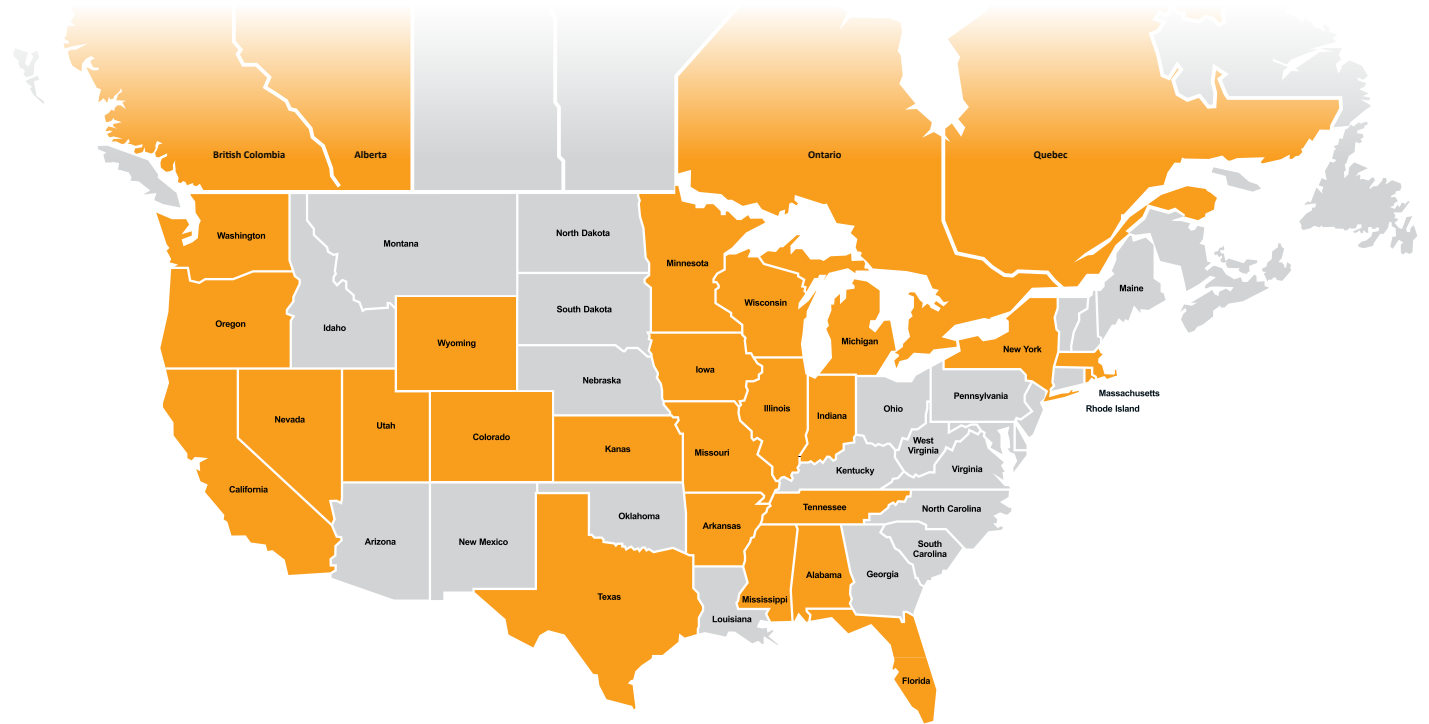 British Colombia
Alberta
Ontario
Quebec
Washington
Montana
North Dakota
Minnesota
Maine
Wisconsin
South Dakota
Oregon
Idaho
Wyoming
Michigan
New York
Iowa
Nebraska
Massachusetts
Pennsylvania
Rhode Island
Illinois
Indiana
Ohio
Nevada
Utah
Colorado
Kanas
Missouri
West
Virginia
Kentucky
Virginia
California
Tennessee
North Carolina
Oklahoma
Arkansas
Arizona
New Mexico
South
Carolina
Alabama
Georgia
Texas
Mississippi
Louisiana
Florida